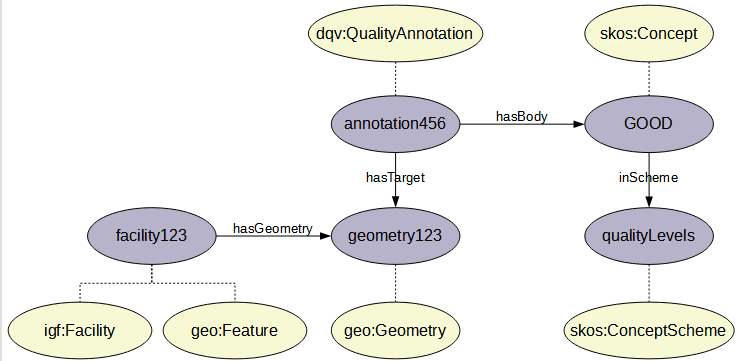 dqv:QualityAnnotation
skos:Concept
annotation456
hasBody
GOOD
hasTarget
inScheme
facility123
hasGeometry
geometry123
qualityLevels
igf:Facility
geo:Feature
geo:Geometry
skos:ConceptScheme